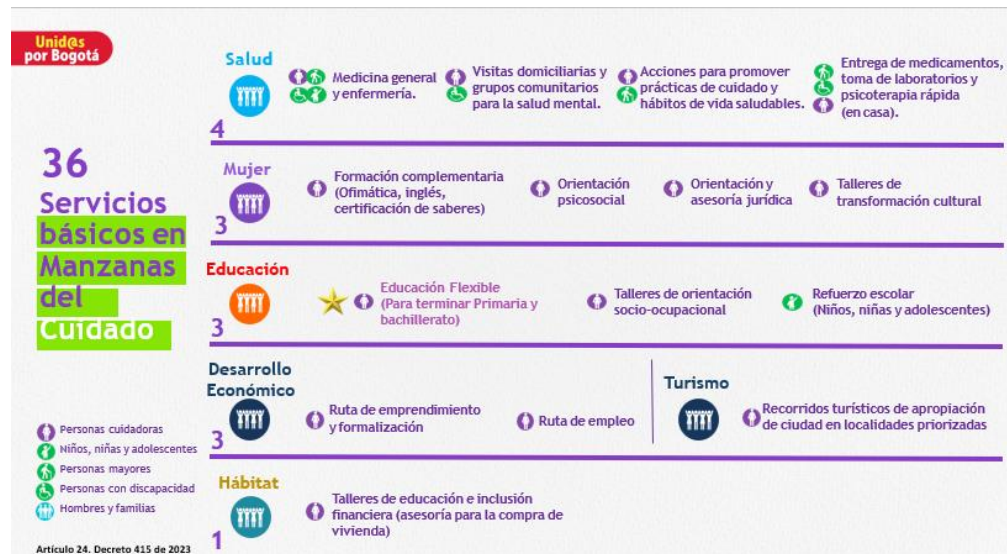 Unid@s
por Bogotá
36
Servicios
básicos en
Manzanas
del
Cuidado
Personas cuidadoras
Niños, niñas y adolescentes
Personas mayores
Personas con discapacidad
Hombres y familias
Artículo 24. Decreto 415 de 2023
Salud
4
Medicina general
y enfermería.
Visitas domiciliarias y
grupos comunitarios
para la salud mental.
Acciones para promover
prácticas de cuidado y
hábitos de vida saludables.
Entrega de medicamentos,
toma de laboratorios y
psicoterapia rápida
(en casa).
Mujer
3
Formación complementaria
(Ofimática, inglés,
certificación de saberes)
Orientación
psicosocial
Orientación y
asesoría jurídica
Talleres de
transformación cultural
Educación
3
Educación Flexible
(Para terminar Primaria y
bachillerato)
Talleres de orientación
socio-ocupacional
Refuerzo escolar
(Niños, niñas y adolescentes)
Desarrollo
Económico
3
Ruta de emprendimiento
y formalización
Ruta de empleo
Turismo
Recorridos turísticos de apropiación
de ciudad en localidades priorizadas
Hábitat
1
Talleres de educación e inclusión
financiera (asesoría para la compra de
vivienda)